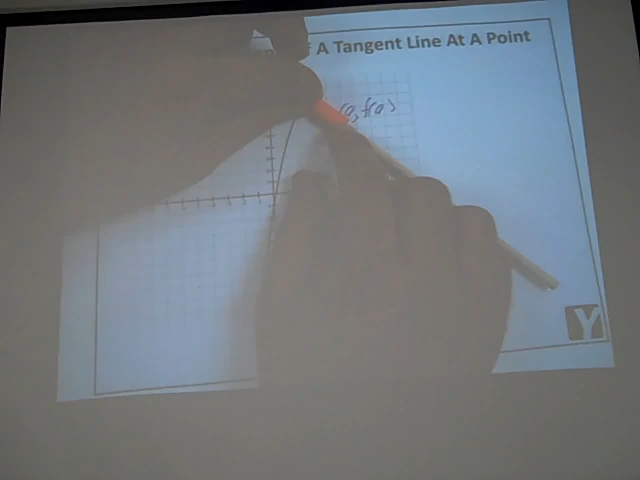 A Tangent Line At A Point
(a, f(a))
Y